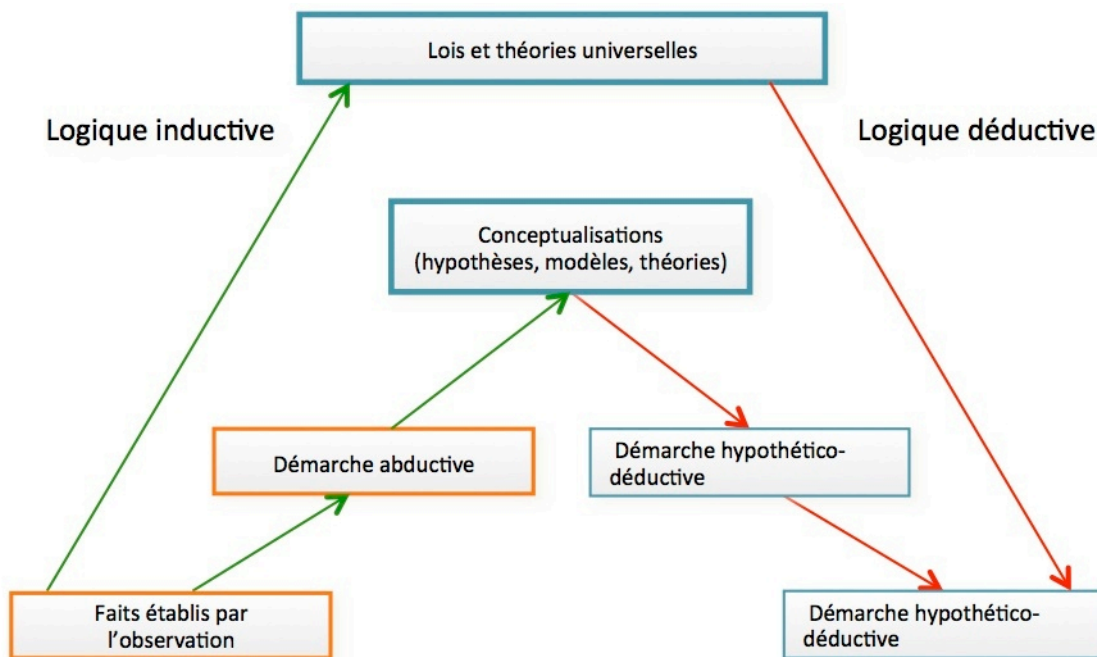 Lois et théories universelles
Logique inductive
Logique déductive
Conceptualisations
(hypothèses, modèles, théories)
Démarche abductive
Démarche hypothético-
déductive
Faits établis par
l’observation
Démarche hypothético-
déductive